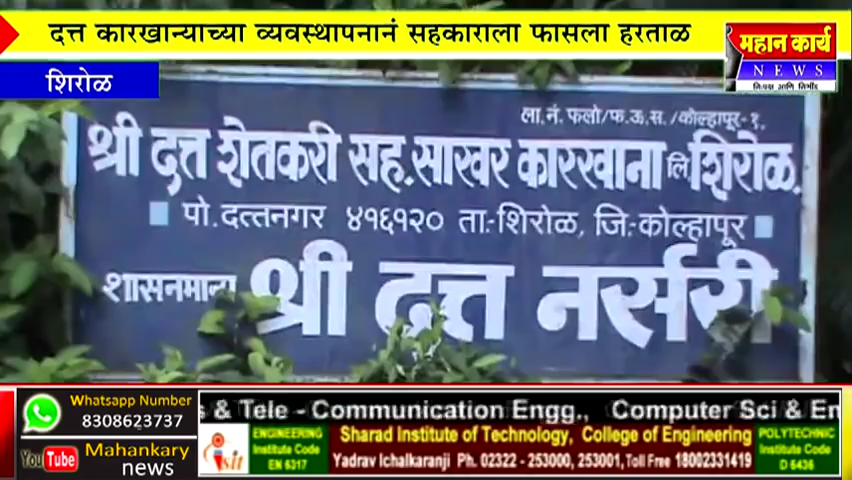 दत्त कारखान्याच्या व्यवस्थापनानं सहकाराला फासला हरताळ
महान कार्य
NEWS
निःपक्ष आणि निर्भीड
शिरोळ
ला.नं. फलो/फ.ऊ.स./कोल्हापूर-१.
श्री दत्त शेतकरी सह.साखर कारखाना लि. शिरोळ.
पो.दत्तनगर ४१६१२० ता:-शिरोळ, जि:-कोल्हापूर
शासनमान्य श्री दत्त नर्सरी
Whatsapp Number
8308623737
YouTube Mahankary
news
s & Tele - Communication Engg., Computer Sci & En
ENGINEERING
Institute Code
EN 6317
Sharad Institute of Technology, College of Engineering
Yadrav Ichalkaranji Ph. 02322 - 253000, 253001, Toll Free 18002331419
POLYTECHNIC
Institute Code
D 6436